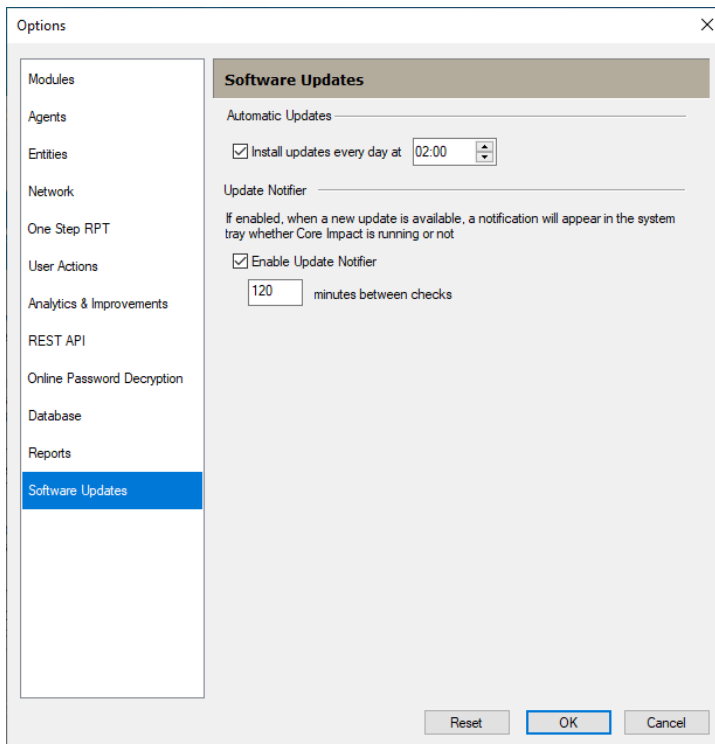 Options
Modules
Agents
Entities
Network
One Step RPT
User Actions
Analytics & Improvements
REST API
Online Password Decryption
Database
Reports
Software Updates
Software Updates
Automatic Updates
Install updates every day at 02:00
Update Notifier
If enabled, when a new update is available, a notification will appear in the system
tray whether Core Impact is running or not
Enable Update Notifier
120 minutes between checks
Reset OK Cancel